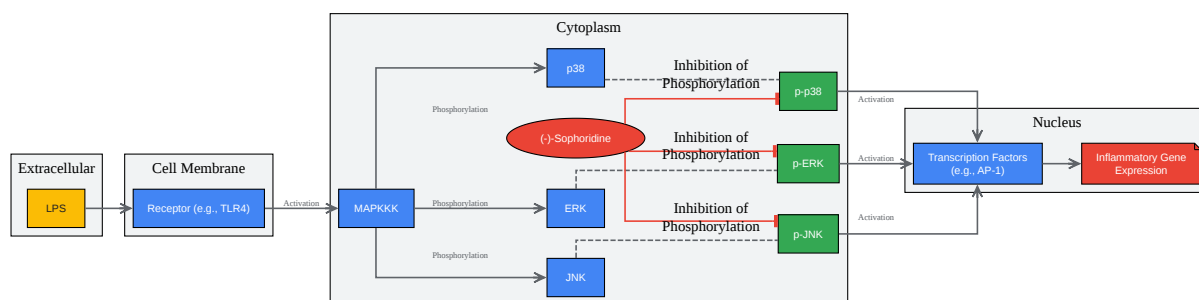 Cytoplasm
Extracellular
LPS
Cell Membrane
Receptor (e.g., TLR4)
Activation
MAPKKK
Phosphorylation
Phosphorylation
Phosphorylation
p38
(-)-Sophoridine
ERK
JNK
Inhibition of
Phosphorylation
Inhibition of
Phosphorylation
Inhibition of
Phosphorylation
p-p38
p-ERK
p-JNK
Activation
Activation
Activation
Nucleus
Transcription Factors
(e.g., AP-1)
Inflammatory Gene
Expression